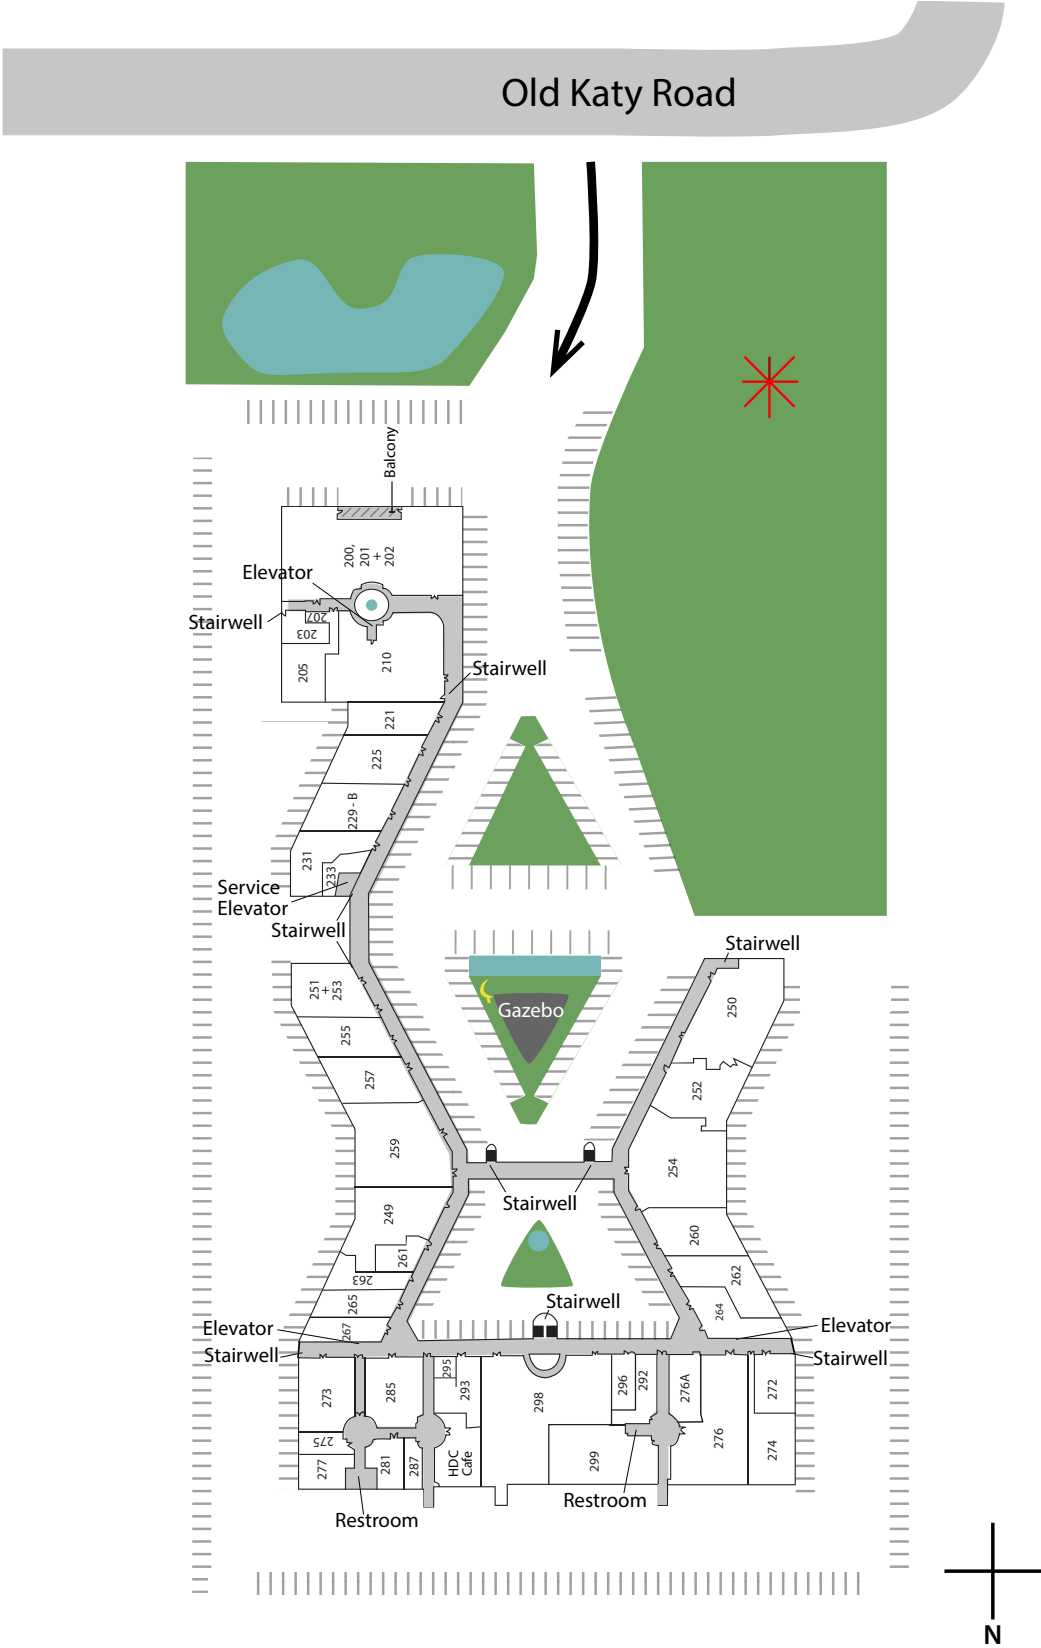 Old Katy Road
Balcony
200,
201
+
202
Elevator
Stairwell
207
203
205
210
Stairwell
221
225
229 - B
231
233
Service
Elevator
Stairwell
Stairwell
251
+
253
250
Gazebo
255
257
252
259
254
Stairwell
249
261
260
263
262
265
264
Stairwell
267
Elevator
Elevator
Stairwell
Stairwell
273
285
295
293
298
296
292
276A
272
275
277
281
287
HDC
Cafe
299
276
274
Restroom
Restroom
N